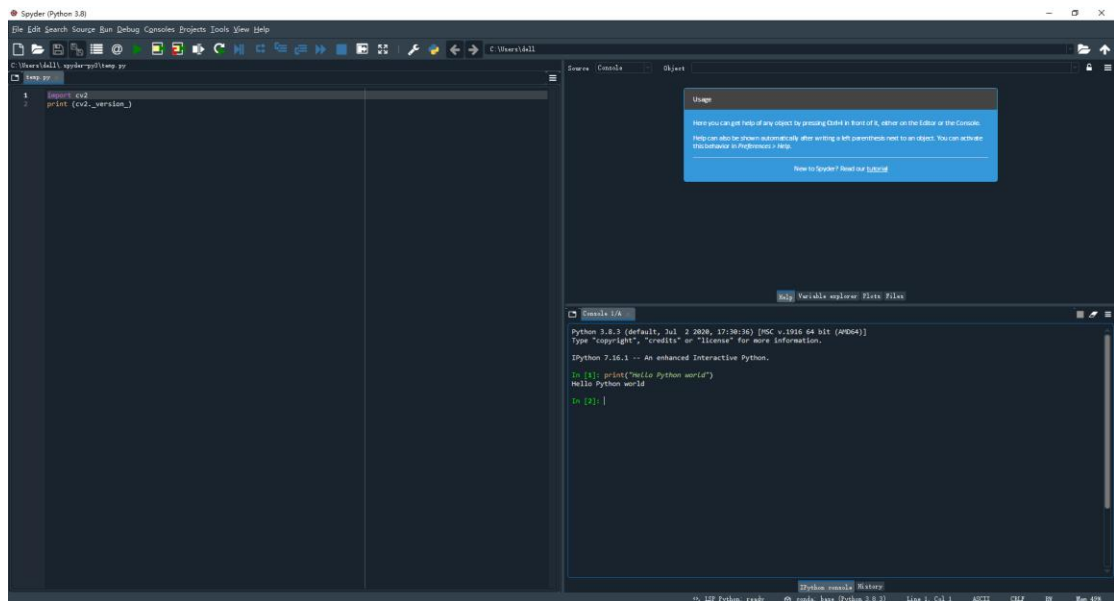 Spyder (Python 3.8)
File Edit Search Source Run Debug Consoles Projects Tools View Help
C:\Users\dell
C:\Users\dell\.spyder-py3\temp.py
temp.py
1 import cv2
2 print (cv2._version_)
Source Console Object
Usage
Here you can get help of any object by pressing Ctrl+I in front of it, either on the Editor or the Console.
Help can also be shown automatically after writing a left parenthesis next to an object. You can activate
this behavior in Preferences > Help.
New to Spyder? Read our tutorial
Help Variable explorer Plots Files
Console 1/A
Python 3.8.3 (default, Jul 2 2020, 17:30:36) [MSC v.1916 64 bit (AMD64)]
Type "copyright", "credits" or "license" for more information.
IPython 7.16.1 -- An enhanced Interactive Python.
In [1]: print("Hello Python world")
Hello Python world
In [2]:
IPython console History
LSP Python: ready conda: base (Python 3.8.3) Line 1, Col 1 ASCII CRLF RW Mem 49%